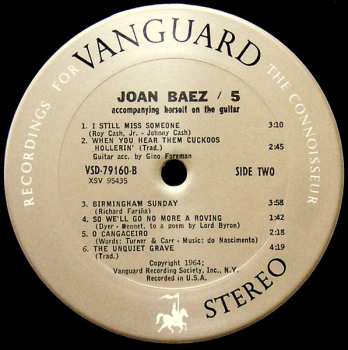 RECORDINGS FOR VANGUARD THE CONNOISSEUR
JOAN BAEZ / 5
accompanying herself on the guitar
1. I STILL MISS SOMEONE 3:10
(Roy Cash, Jr. - Johnny Cash)
2. WHEN YOU HEAR THEM CUCKOOS
HOLLERIN' (Trad.) 2:45
Guitar acc. by Gino Foreman
VSD-79160-B SIDE TWO
XSV 95435
3. BIRMINGHAM SUNDAY 3:58
(Richard Fariña)
4. SO WE'LL GO NO MORE A ROVING 1:42
(Dyer - Bennet, to a poem by Lord Byron)
5. O CANGACEIRO 2:18
(Words: Turner & Carr - Music: do Nascimento)
6. THE UNQUIET GRAVE 4:19
(Trad.)
Copyright 1964;
Vanguard Recording Society, Inc., N.Y.
Recorded in U.S.A.
STEREO